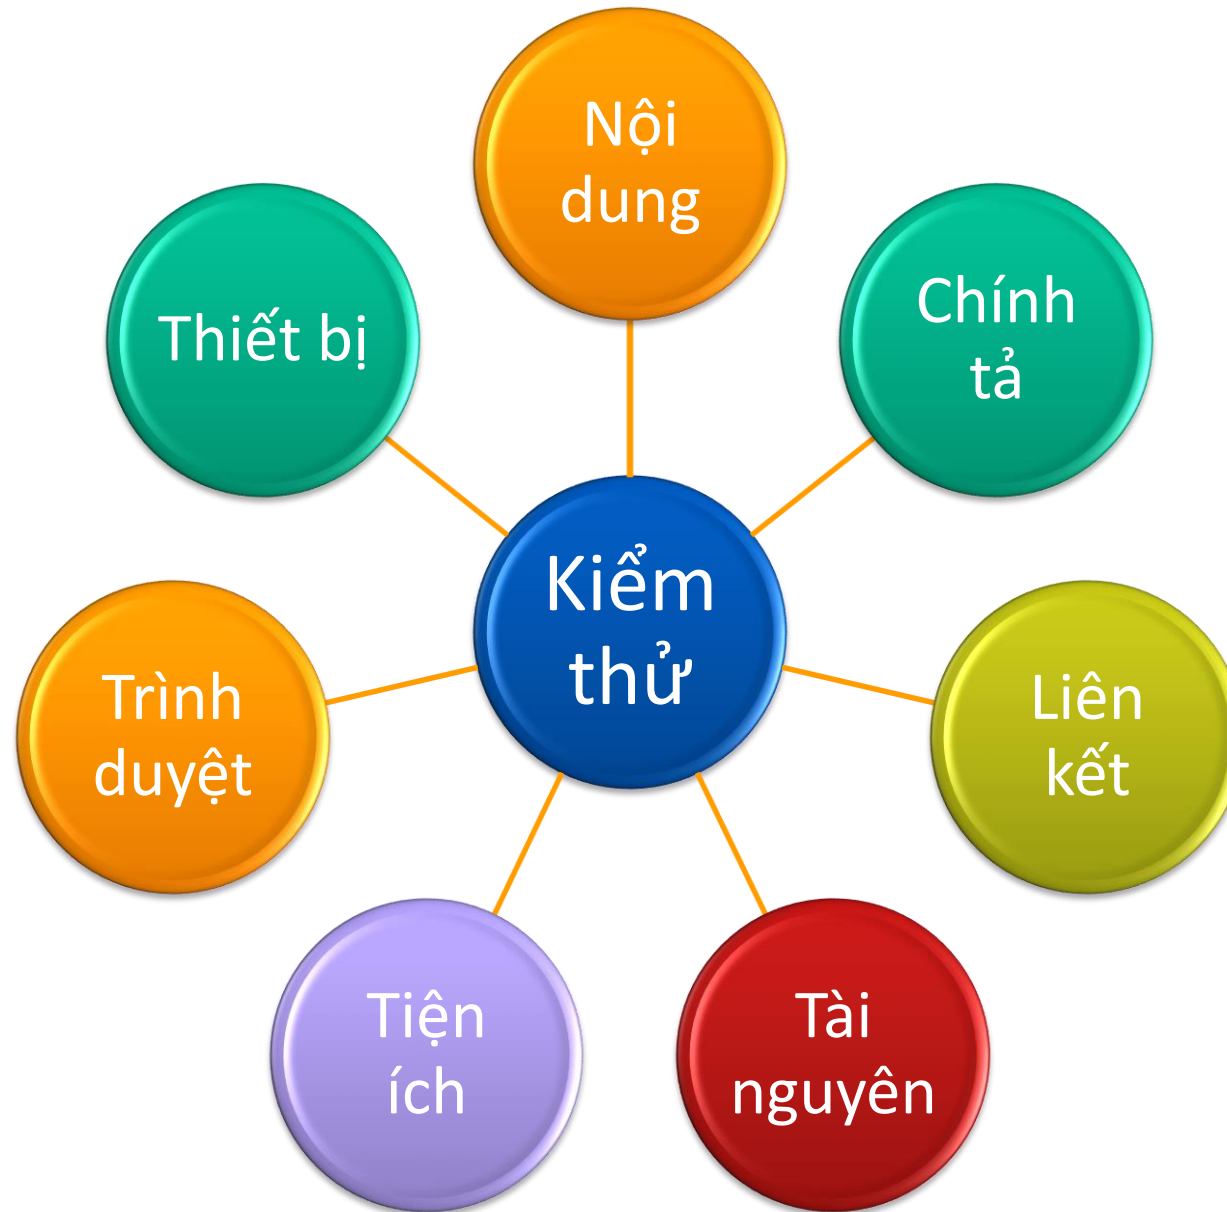 Nội
dung
Chính
tả
Thiết bị
Kiểm
thử
Liên
kết
Trình
duyệt
Tài
nguyên
Tiện
ích